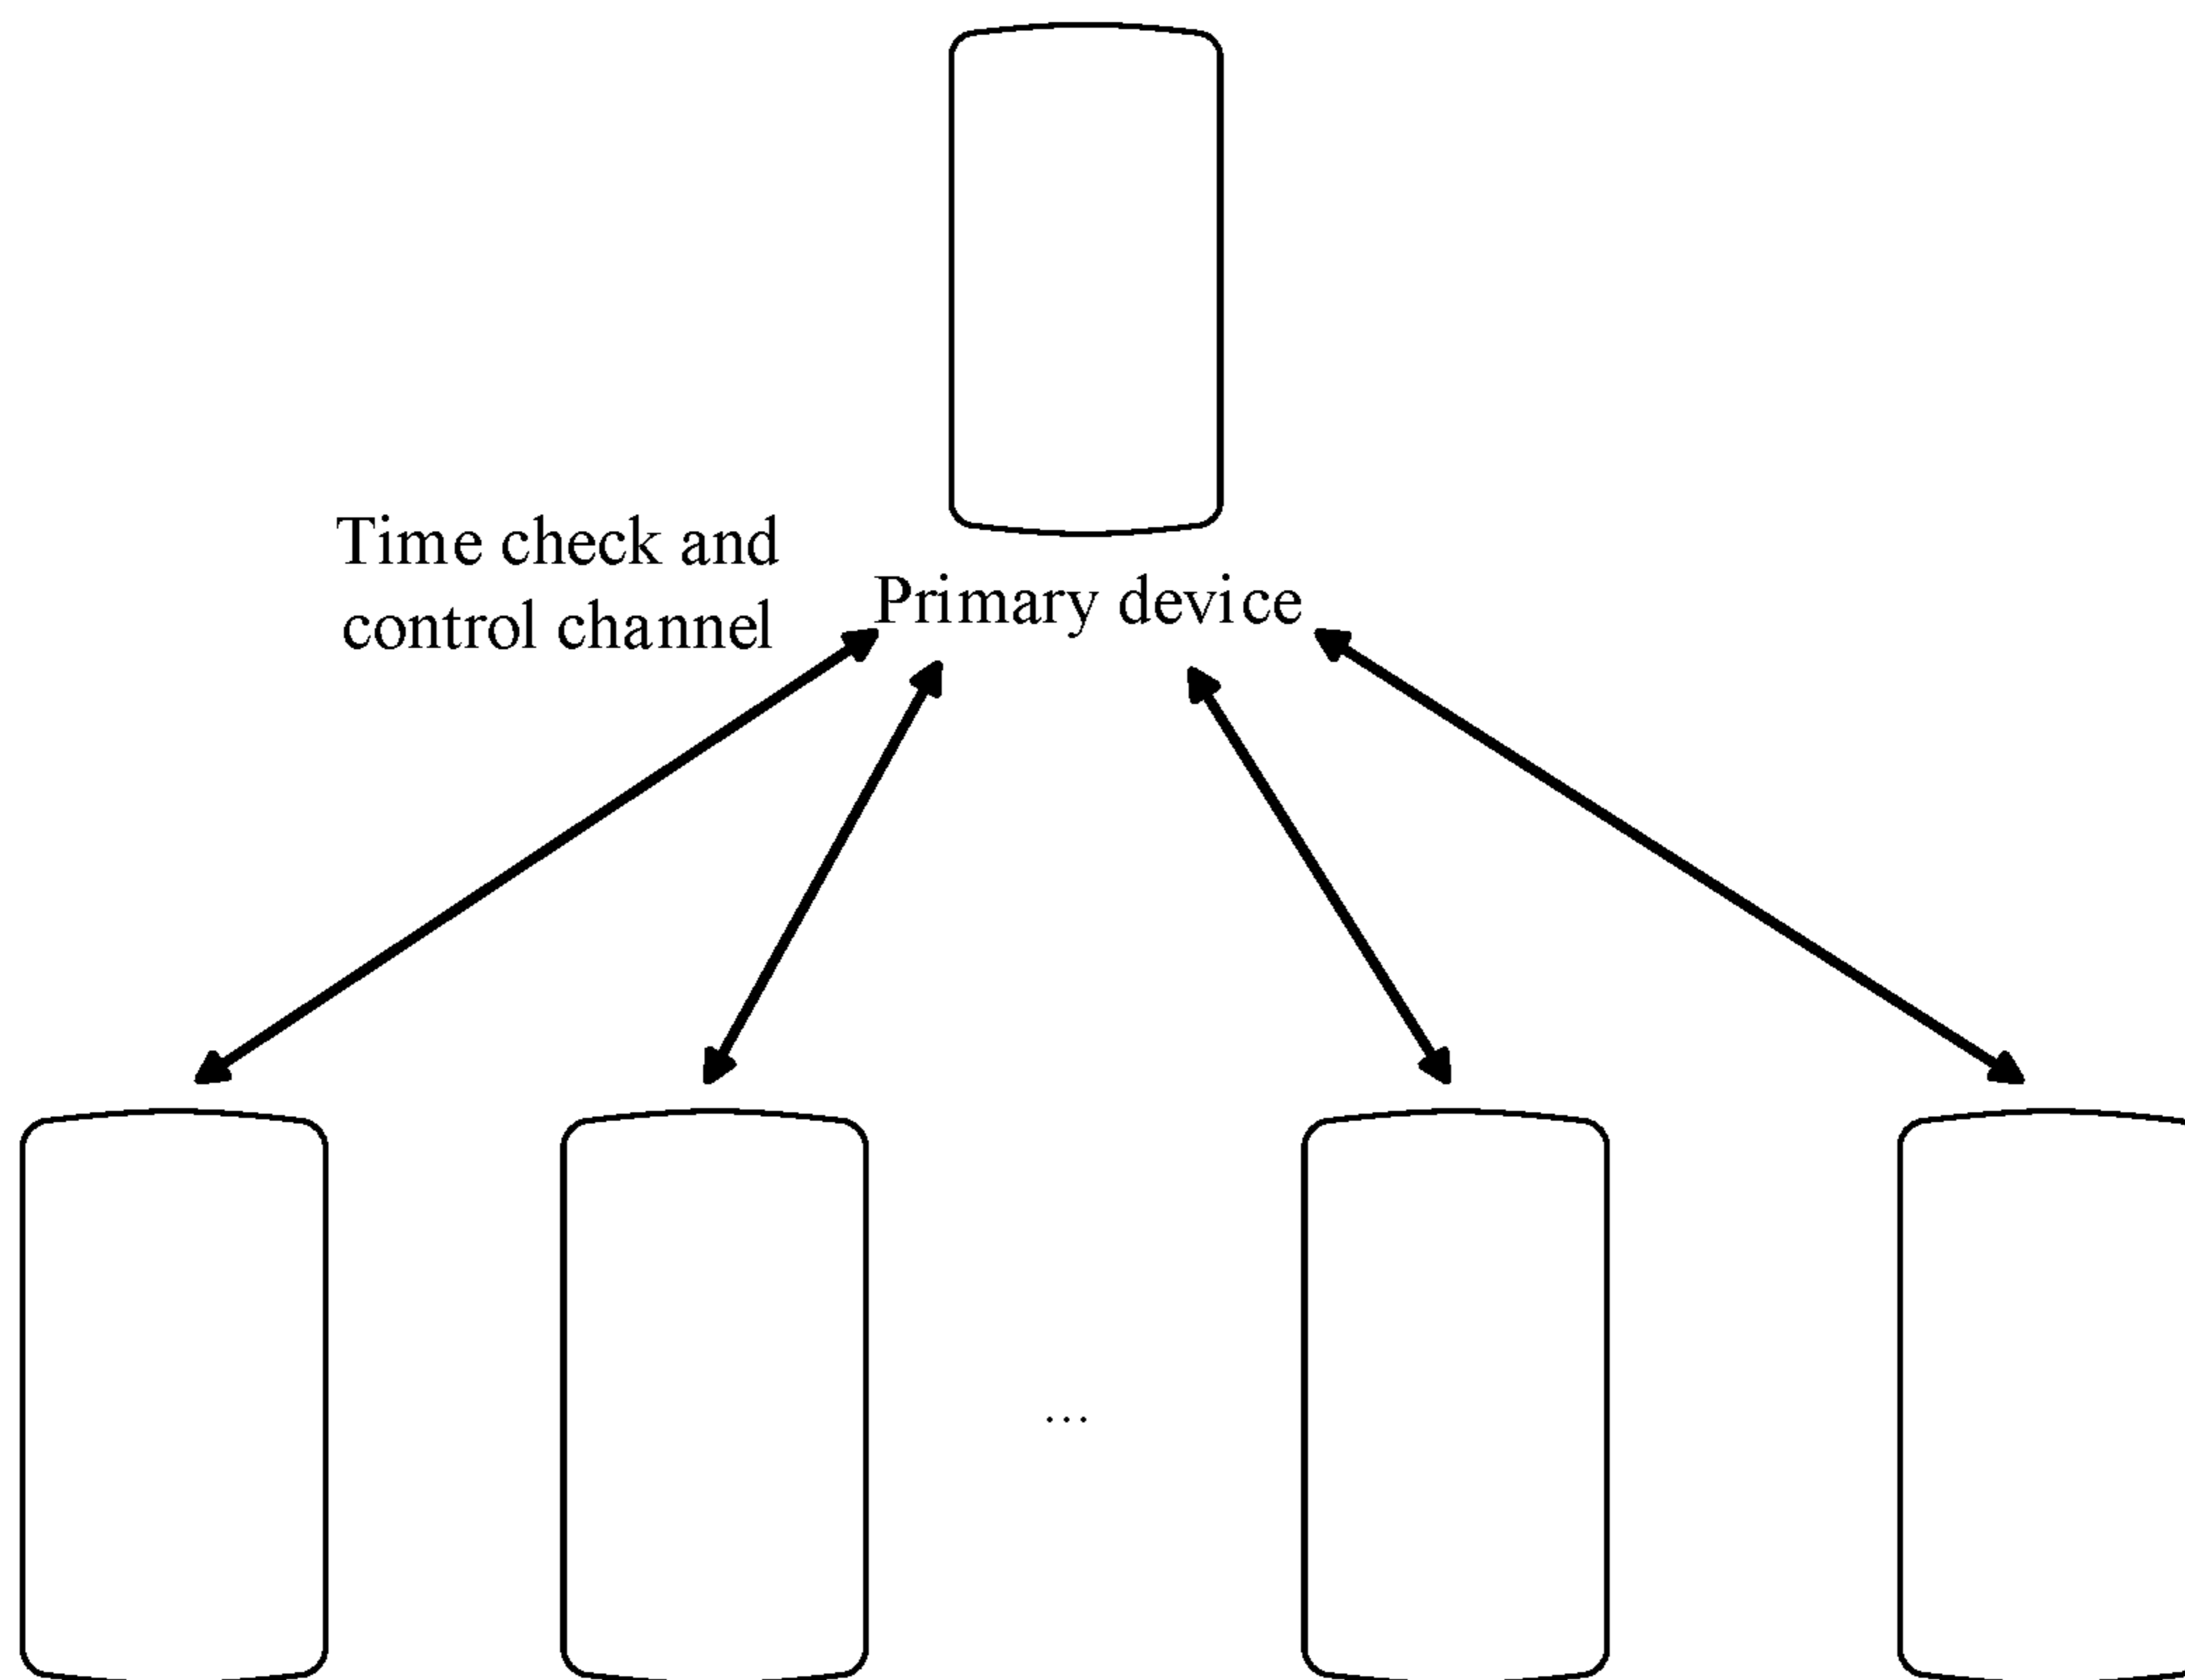 Time check and
control channel
Primary device
...